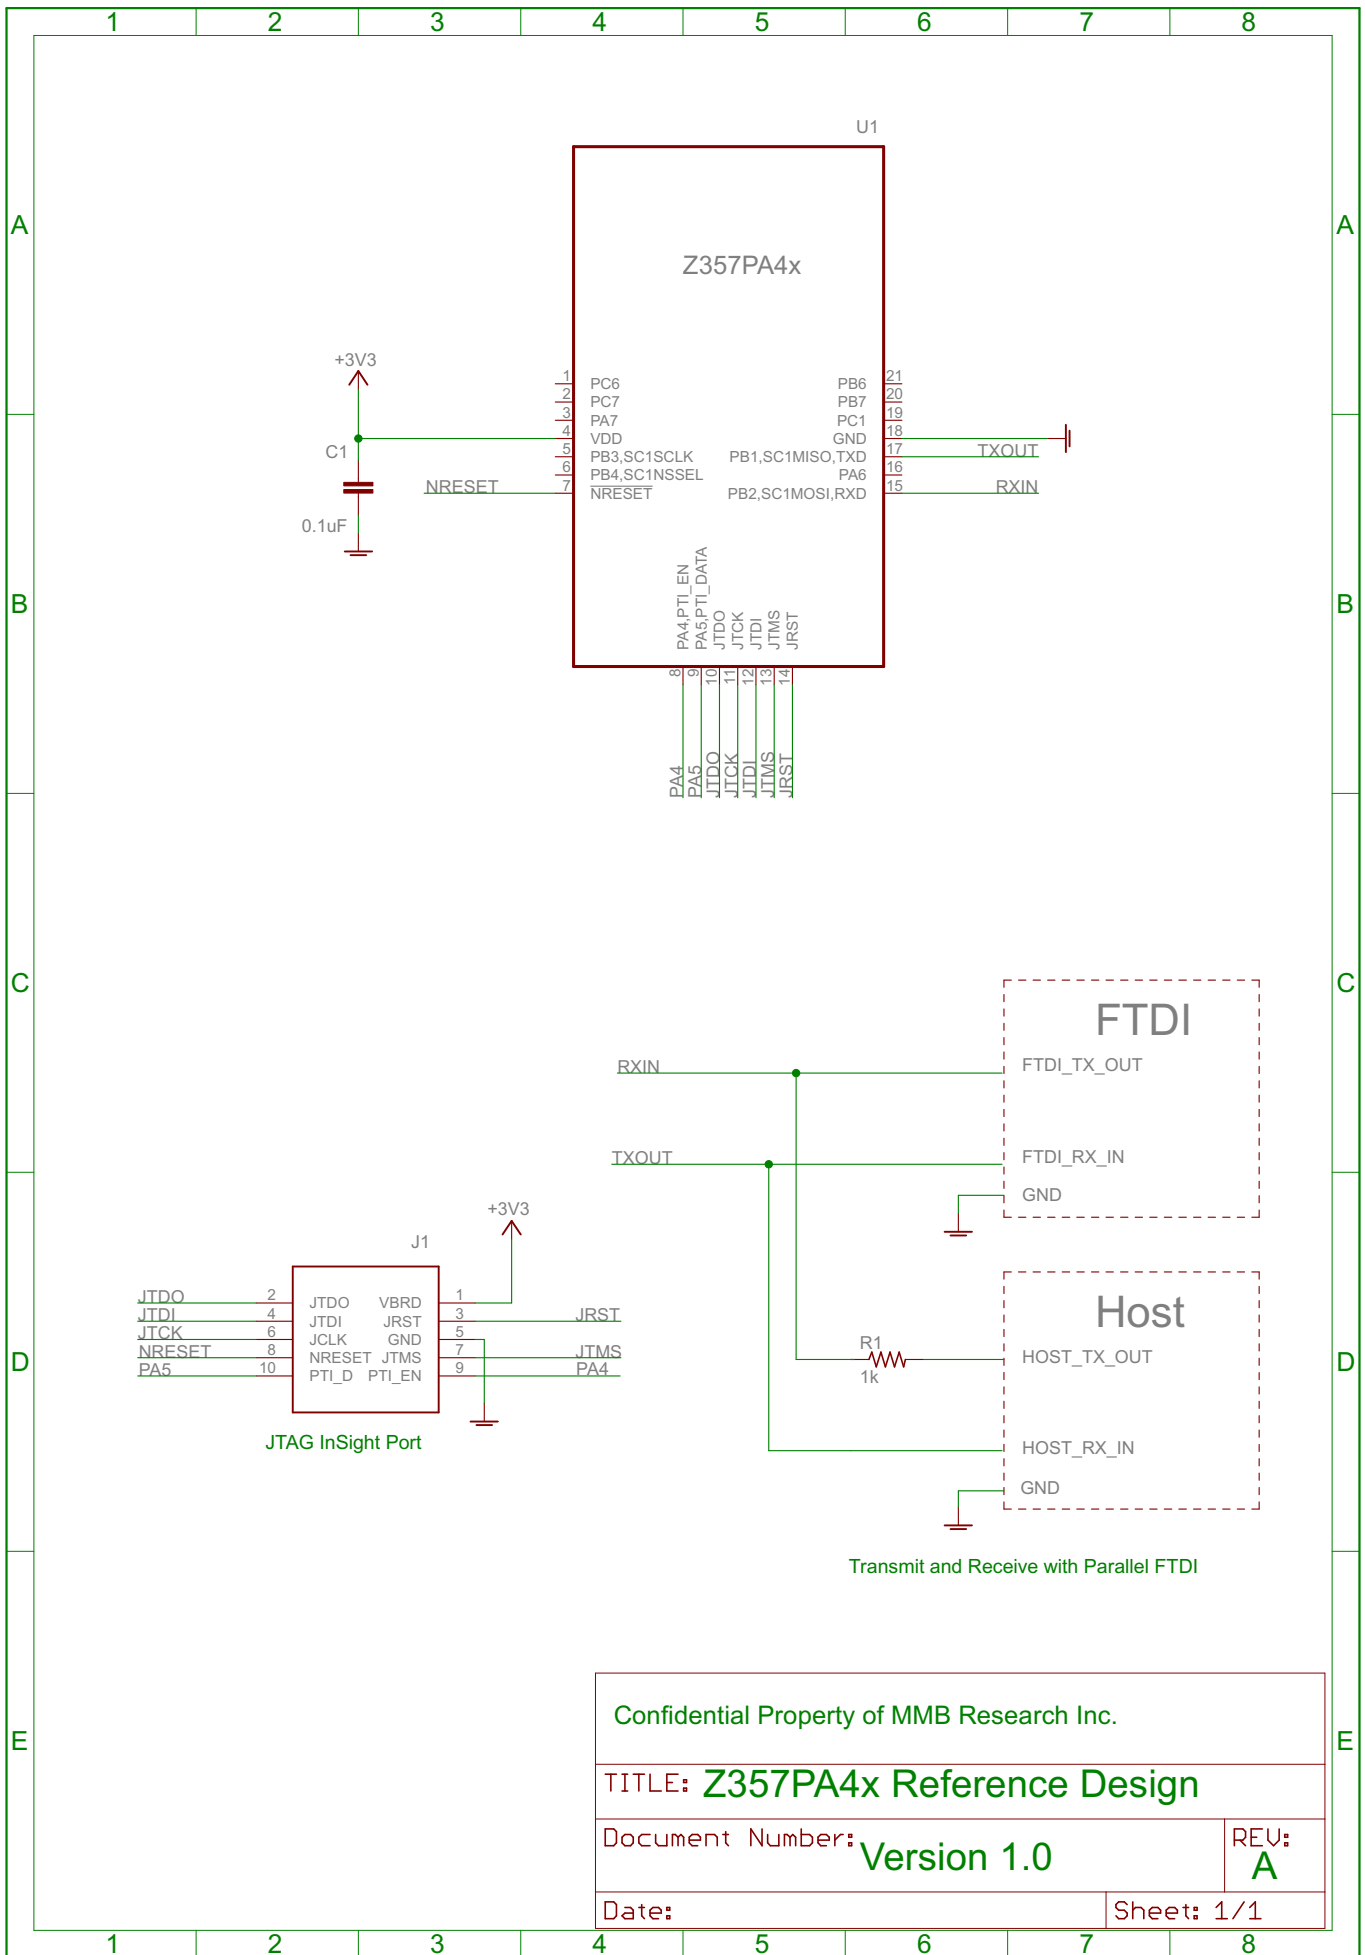 1 2 3 4 5 6 7 8
U1
A A
Z357PA4x
+3V3
1 PC6 PB6 21
2 PC7 PB7 20
3 PA7 PC1 19
4 VDD GND 18
C1 5 PB3,SC1SCLK PB1,SC1MISO,TXD 17 TXOUT
6 PB4,SC1NSSEL PA6 16
NRESET 7 NRESET PB2,SC1MOSI,RXD 15 RXIN
0.1uF
B B
PA4,PTI_EN
PA5,PTI_DATA
JTDO
JTCK
JTDI
JTMS
JRST
8 9 10 11 12 13 14
PA4
PA5
JTDO
JTCK
JTDI
JTMS
JRST
C C
FTDI
RXIN FTDI_TX_OUT
TXOUT FTDI_RX_IN
GND
+3V3
J1
JTDO 2 JTDO VBRD 1
JTDI 4 JTDI JRST 3 JRST
JTCK 6 JCLK GND 5
NRESET 8 NRESET JTMS 7 JTMS
PA5 10 PTI_D PTI_EN 9 PA4
JTAG InSight Port
Host
R1
1k
HOST_TX_OUT
D D
HOST_RX_IN
GND
Transmit and Receive with Parallel FTDI
E E
Confidential Property of MMB Research Inc.
TITLE: Z357PA4x Reference Design
Document Number: Version 1.0
REV: A
Date:
Sheet: 1/1
1 2 3 4 5 6 7 8